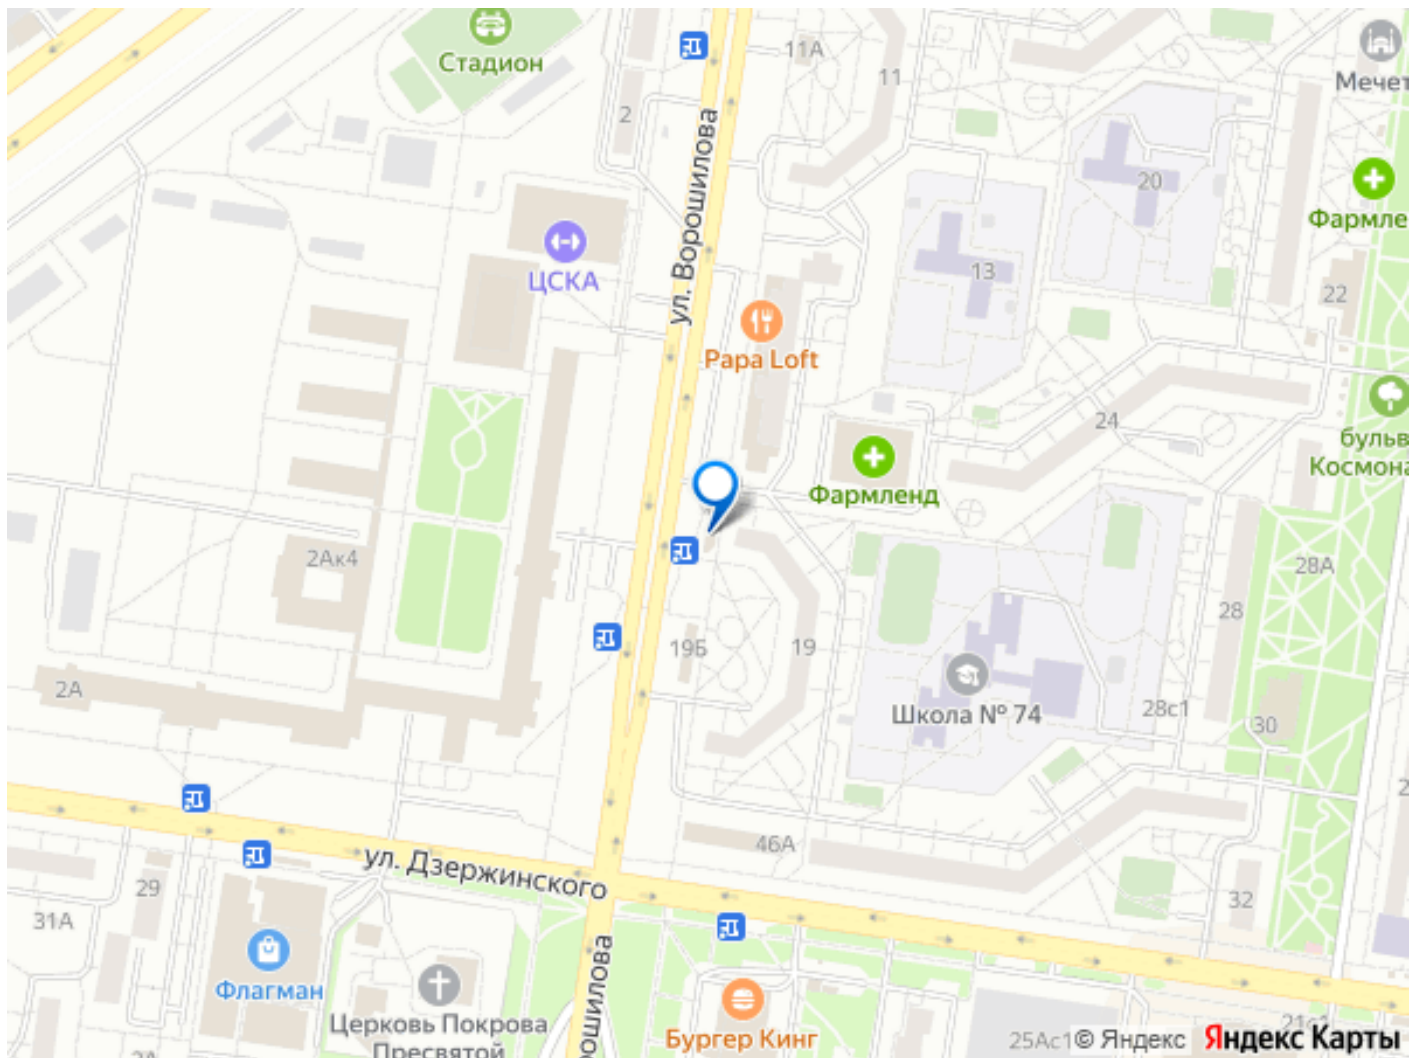 Стадион
11А
11
Мечет
2
ул. Ворошилова
20
Фармле
ЦСКА
13
22
Papa Loft
24
бульв
Космона
Фармленд
2Ак4
28А
28
19Б
19
2А
Школа № 74
28с1
30
2
46А
ул. Дзержинского
29
31А
32
Флагман
Церковь Покрова
Пресвятой
рошилова
Бургер Кинг
25Ас1
© Яндекс
Яндекс Карты